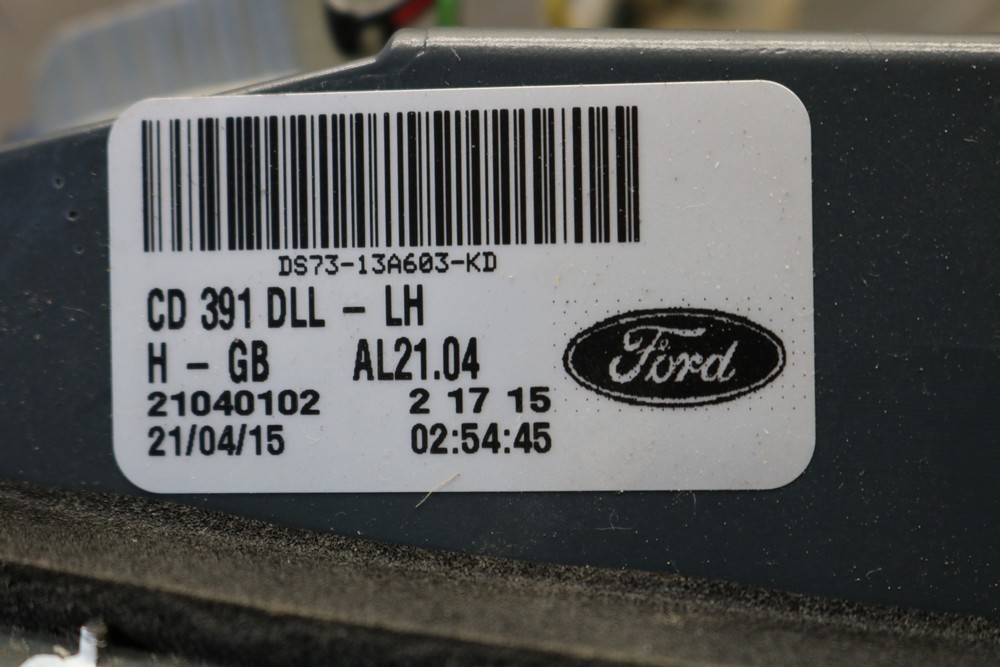 DS73-13A603-KD
CD 391 DLL - LH
H - GB AL21.04
21040102 2 17 15
21/04/15 02:54:45
Ford